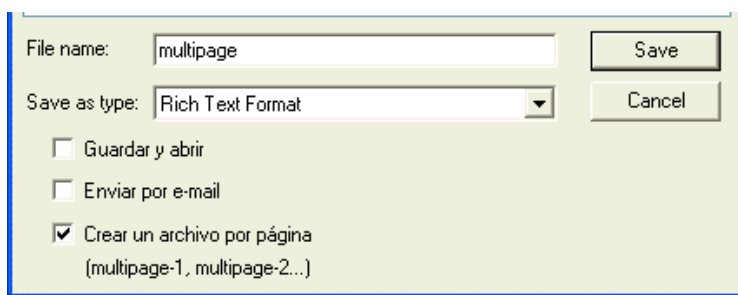 File name: multipage Save
Save as type: Rich Text Format Cancel
Guardar y abrir
Enviar por e-mail
Crear un archivo por página
(multipage-1, multipage-2...)